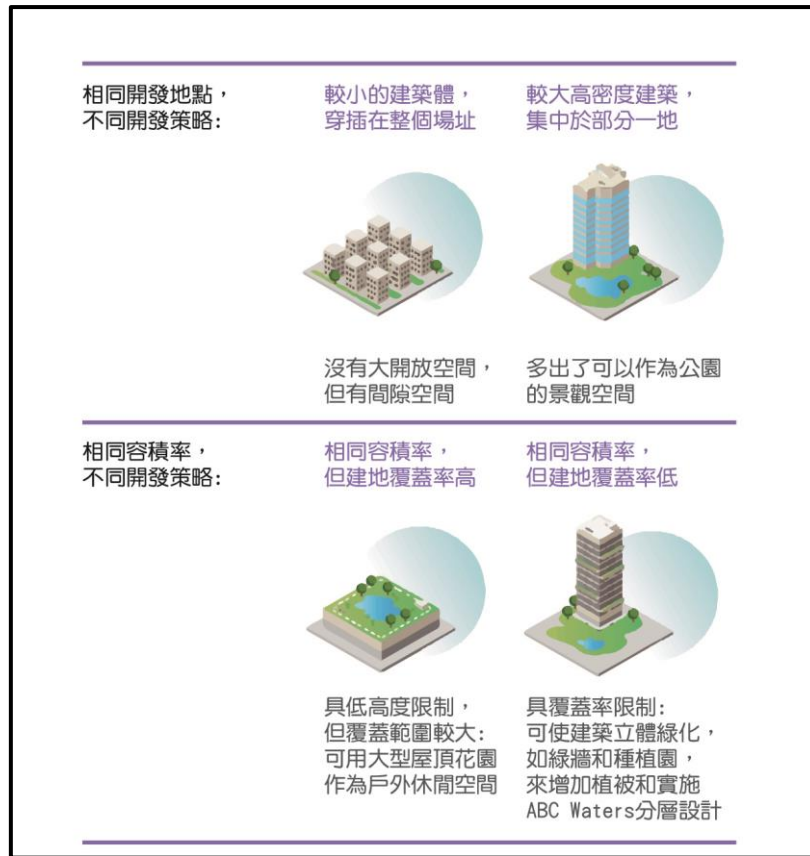 相同開發地點，
不同開發策略:
較小的建築體，
穿插在整個場址
較大高密度建築，
集中於部分一地
沒有大開放空間，
但有間隙空間
多出了可以作為公園
的景觀空間
相同容積率，
不同開發策略:
相同容積率，
但建地覆蓋率高
相同容積率，
但建地覆蓋率低
具低高度限制，
但覆蓋範圍較大:
可用大型屋頂花園
作為戶外休閒空間
具覆蓋率限制:
可使建築立體綠化，
如綠牆和種植園，
來增加植被和實施
ABC Waters分層設計